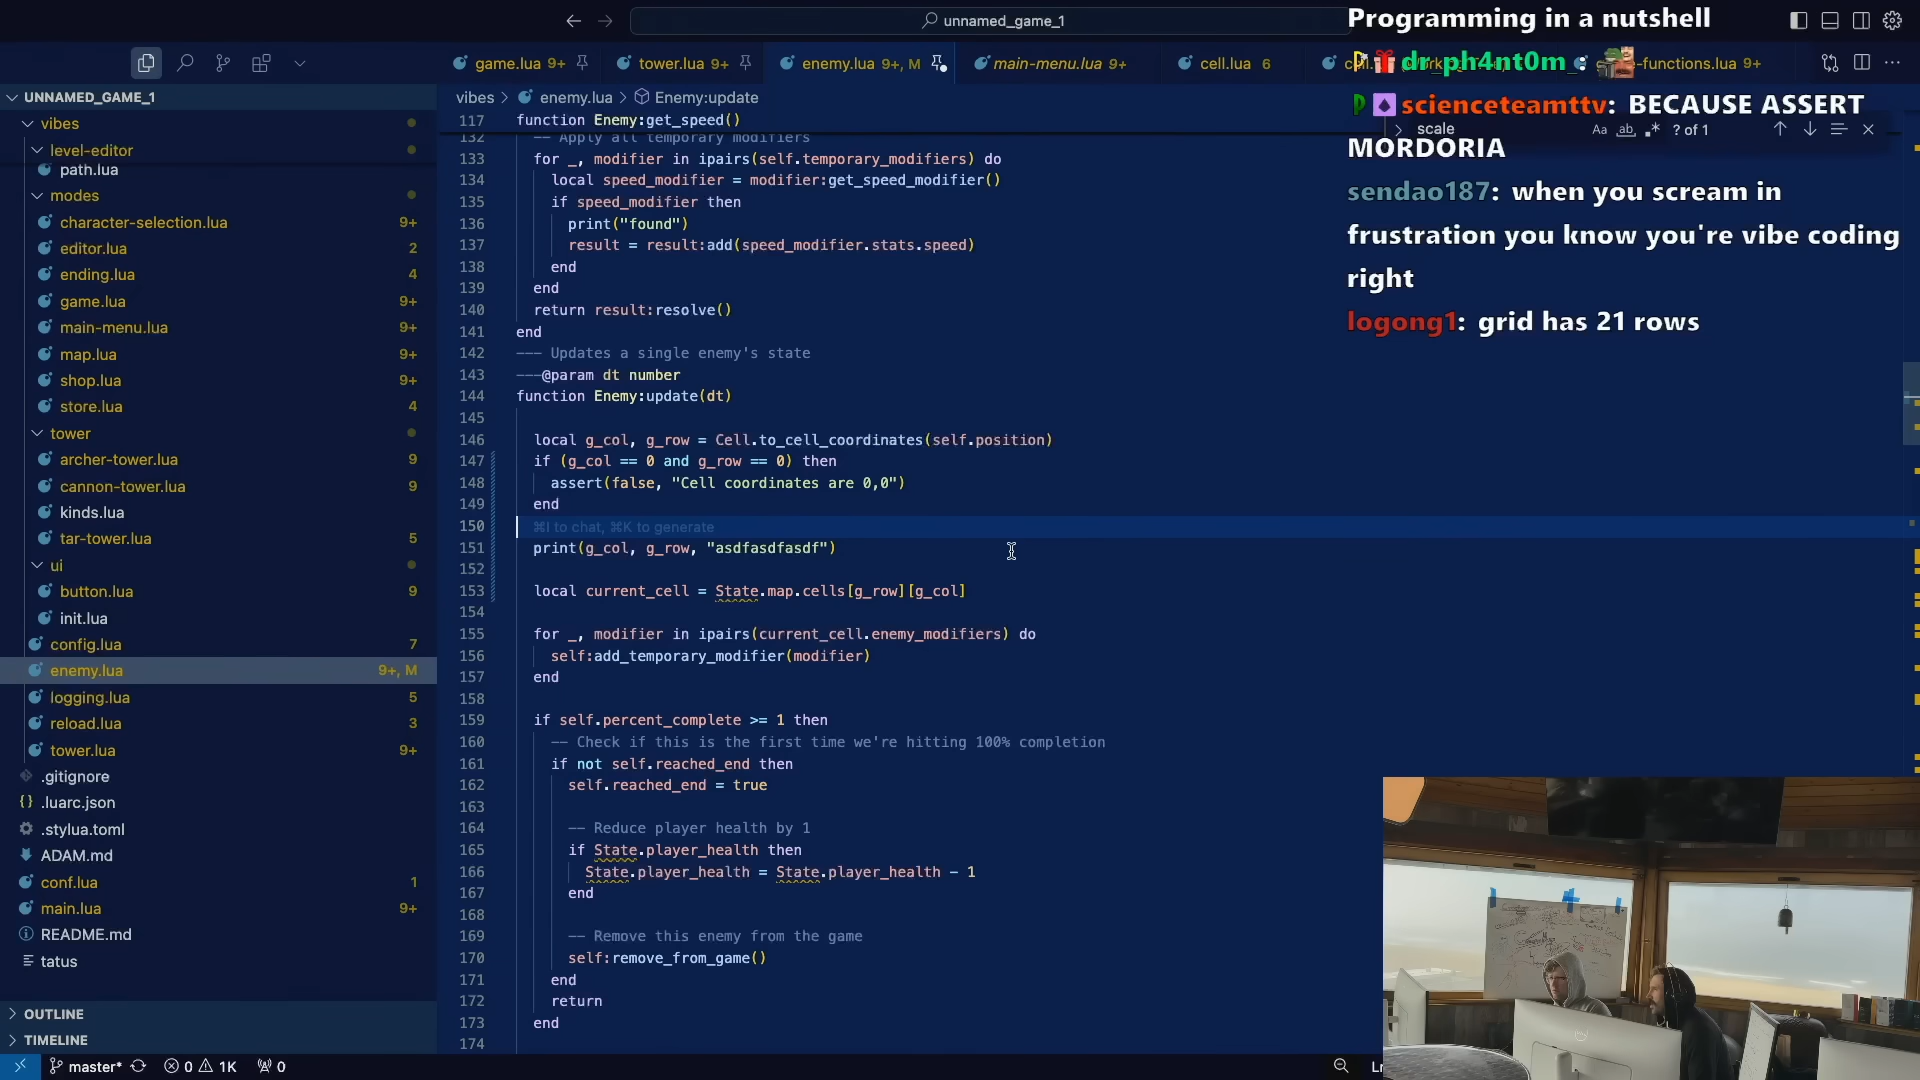 unnamed_game_1
game.lua 9+
tower.lua 9+
enemy.lua 9+, M
main-menu.lua 9+
cell.lua 6
-functions.lua 9+
UNNAMED_GAME_1
vibes
level-editor
path.lua
modes
character-selection.lua 9+
editor.lua 2
ending.lua 4
game.lua 9+
main-menu.lua 9+
map.lua 9+
shop.lua 9+
store.lua 4
tower
archer-tower.lua 9
cannon-tower.lua 9
kinds.lua
tar-tower.lua 5
ui
button.lua 9
init.lua
config.lua 7
enemy.lua 9+, M
logging.lua 5
reload.lua 3
tower.lua 9+
.gitignore
.luarc.json
.stylua.toml
ADAM.md
conf.lua 1
main.lua 9+
README.md
tatus
OUTLINE
TIMELINE
vibes > enemy.lua > Enemy:update
117 function Enemy:get_speed()
132 -- Apply all temporary modifiers
133 for _, modifier in ipairs(self.temporary_modifiers) do
134 local speed_modifier = modifier:get_speed_modifier()
135 if speed_modifier then
136 print("found")
137 result = result:add(speed_modifier.stats.speed)
138 end
139 end
140 return result:resolve()
141 end
142 --- Updates a single enemy's state
143 ---@param dt number
144 function Enemy:update(dt)
145
146 local g_col, g_row = Cell.to_cell_coordinates(self.position)
147 if (g_col == 0 and g_row == 0) then
148 assert(false, "Cell coordinates are 0,0")
149 end
150 ⌘I to chat, ⌘K to generate
151 print(g_col, g_row, "asdfasdfasdf")
152
153 local current_cell = State.map.cells[g_row][g_col]
154
155 for _, modifier in ipairs(current_cell.enemy_modifiers) do
156 self:add_temporary_modifier(modifier)
157 end
158
159 if self.percent_complete >= 1 then
160 -- Check if this is the first time we're hitting 100% completion
161 if not self.reached_end then
162 self.reached_end = true
163
164 -- Reduce player health by 1
165 if State.player_health then
166 State.player_health = State.player_health - 1
167 end
168
169 -- Remove this enemy from the game
170 self:remove_from_game()
171 end
172 return
173 end
174
scale
Aa ab .* ? of 1
Programming in a nutshell
dr_ph4nt0m :
scienceteamttv: BECAUSE ASSERT
MORDORIA
sendao187: when you scream in
frustration you know you're vibe coding
right
logong1: grid has 21 rows
master* 0 1K 0